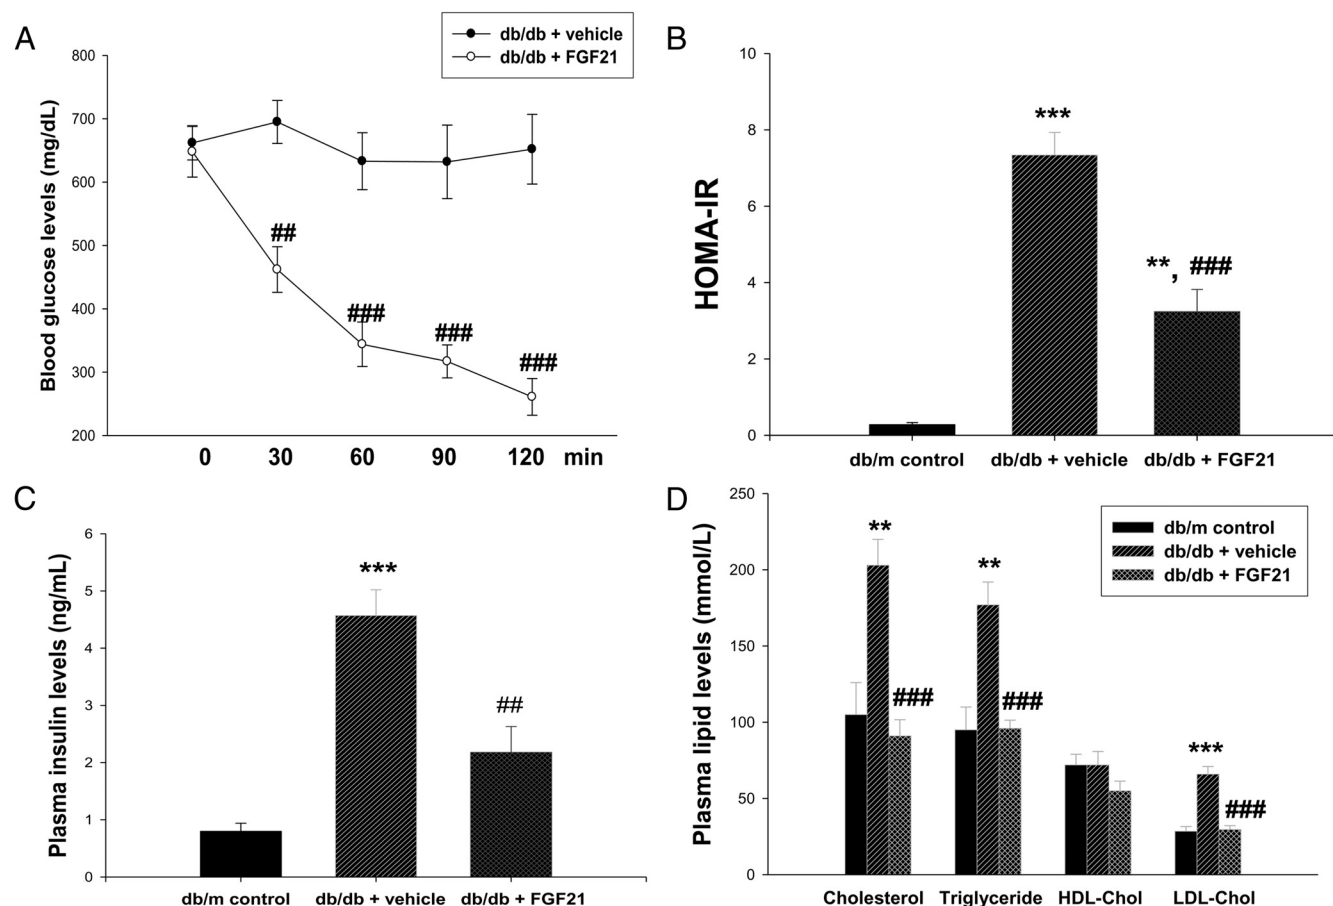 A
db/db + vehicle
db/db + FGF21
Blood glucose levels (mg/dL)
800
700
600
500
400
300
200
##
###
###
###
0 30 60 90 120 min
B
HOMA-IR
10
8
6
4
2
0
***
**, ###
db/m control db/db + vehicle db/db + FGF21
C
Plasma insulin levels (ng/mL)
6
5
4
3
2
1
0
***
##
db/m control db/db + vehicle db/db + FGF21
D
db/m control
db/db + vehicle
db/db + FGF21
Plasma lipid levels (mmol/L)
250
200
150
100
50
0
**
###
**
###
***
###
Cholesterol Triglyceride HDL-Chol LDL-Chol